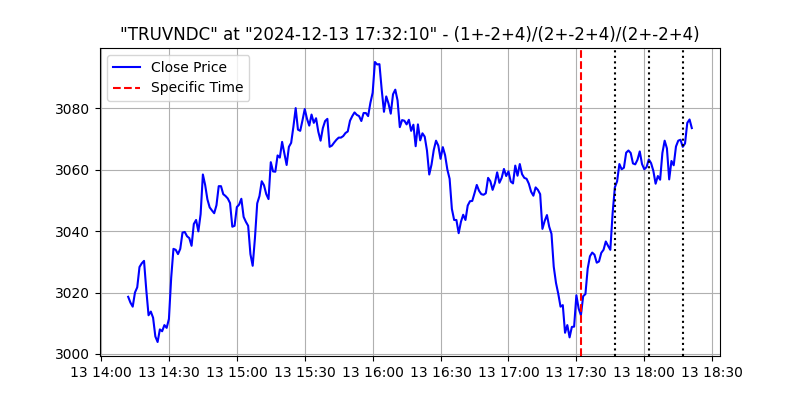 "TRUVNDC" at "2024-12-13 17:32:10" - (1+-2+4)/(2+-2+4)/(2+-2+4)
Close Price
Specific Time
3080
3060
3040
3020
3000
13 14:00 13 14:30 13 15:00 13 15:30 13 16:00 13 16:30 13 17:00 13 17:30 13 18:00 13 18:30